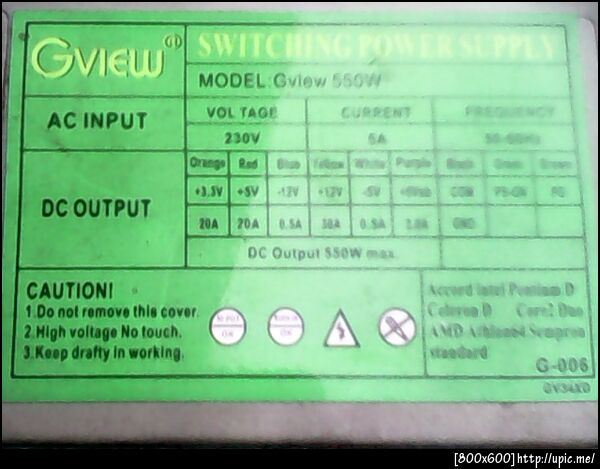 GVIEW GD
SWITCHING POWER SUPPLY
MODEL:Gview 550W
AC INPUT
VOLTAGE CURRENT FREQUENCY
230V 6A 50-60Hz
DC OUTPUT
Orange Red Blue Yellow White Purple Black Green Brown
+3.3V +5V -12V +12V -5V +5Vsb COM PS-ON PG
20A 20A 0.5A 0.5A 2.0A GND
DC Output 550W max
CAUTION!
1.Do not remove this cover.
2.High voltage No touch.
3.Keep drafty in working.
Accord intel Pentium D
Celeron D Core2 Duo
AMD Athlon64 Sempron
standard
G-006
[800x600]http://upic.me/